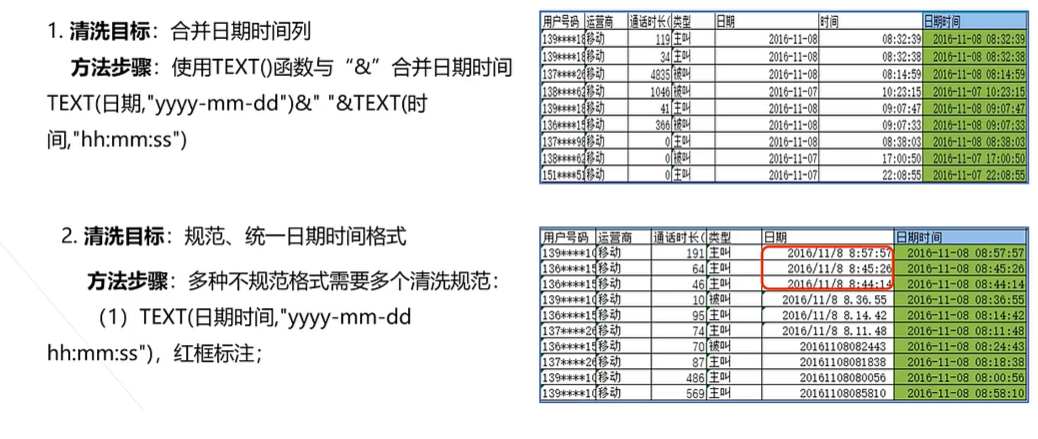 1. 清洗目标：合并日期时间列
方法步骤：使用TEXT()函数与“&”合并日期时间
TEXT(日期,"yyyy-mm-dd")&" "&TEXT(时
间,"hh:mm:ss")
用户号码 运营商 通话时长( 类型 日期 时间 日期时间
139****18 移动 119 主叫 2016-11-08 08:32:39 2016-11-08 08:32:39
139****18 移动 34 主叫 2016-11-08 08:32:38 2016-11-08 08:32:38
137****26 移动 4835 被叫 2016-11-08 08:14:59 2016-11-08 08:14:59
138****62 移动 1046 被叫 2016-11-07 10:23:15 2016-11-07 10:23:15
139****18 移动 41 主叫 2016-11-08 09:07:47 2016-11-08 09:07:47
136****15 移动 366 被叫 2016-11-08 09:07:33 2016-11-08 09:07:33
137****98 移动 0 主叫 2016-11-08 08:38:03 2016-11-08 08:38:03
138****62 移动 0 被叫 2016-11-07 17:00:50 2016-11-07 17:00:50
151****51 移动 0 主叫 2016-11-07 22:08:55 2016-11-07 22:08:55
2. 清洗目标：规范、统一日期时间格式
方法步骤：多种不规范格式需要多个清洗规范：
（1）TEXT(日期时间,"yyyy-mm-dd
hh:mm:ss")，红框标注；
用户号码 运营商 通话时长( 类型 日期 日期时间
139****10 移动 191 主叫 2016/11/8 8:57:57 2016-11-08 08:57:57
136****15 移动 64 主叫 2016/11/8 8:45:26 2016-11-08 08:45:26
136****15 移动 46 主叫 2016/11/8 8:44:14 2016-11-08 08:44:14
139****10 移动 10 被叫 2016/11/8 8.36.55 2016-11-08 08:36:55
136****15 移动 95 主叫 2016/11/8 8.14.42 2016-11-08 08:14:42
137****26 移动 74 主叫 2016/11/8 8.11.48 2016-11-08 08:11:48
136****15 移动 70 被叫 20161108082443 2016-11-08 08:24:43
137****26 移动 87 主叫 20161108081838 2016-11-08 08:18:38
139****10 移动 486 主叫 20161108080056 2016-11-08 08:00:56
139****10 移动 569 主叫 20161108085810 2016-11-08 08:58:10